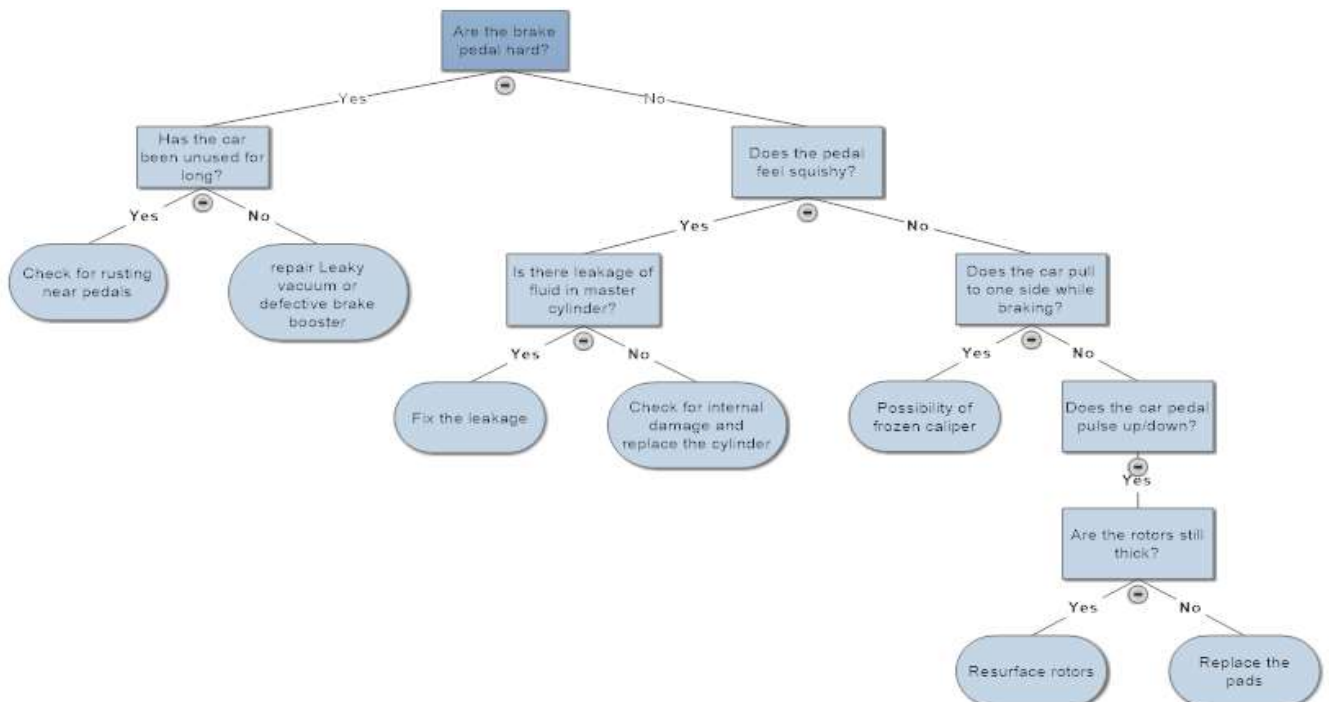 Are the brake
pedal hard?
Yes
No
Has the car
been unused for
long?
Does the pedal
feel squishy?
Yes
No
Yes
No
Check for rusting
near pedals
repair Leaky
vacuum or
defective brake
booster
Is there leakage of
fluid in master
cylinder?
Does the car pull
to one side while
braking?
Yes
No
Yes
No
Fix the leakage
Check for internal
damage and
replace the cylinder
Possibility of
frozen caliper
Does the car pedal
pulse up/down?
Yes
Are the rotors still
thick?
Yes
No
Resurface rotors
Replace the
pads